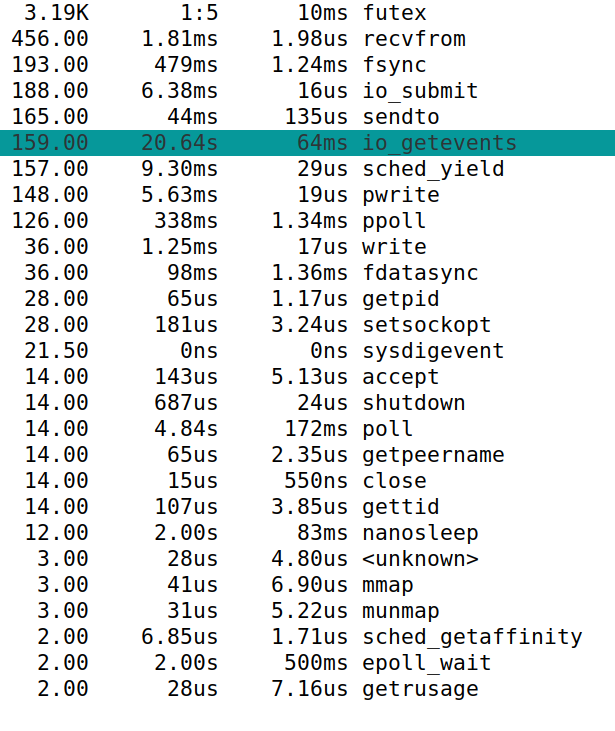 3.19K 1:5 10ms futex
456.00 1.81ms 1.98us recvfrom
193.00 479ms 1.24ms fsync
188.00 6.38ms 16us io_submit
165.00 44ms 135us sendto
159.00 20.64s 64ms io_getevents
157.00 9.30ms 29us sched_yield
148.00 5.63ms 19us pwrite
126.00 338ms 1.34ms ppoll
36.00 1.25ms 17us write
36.00 98ms 1.36ms fdatasync
28.00 65us 1.17us getpid
28.00 181us 3.24us setsockopt
21.50 0ns 0ns sysdigevent
14.00 143us 5.13us accept
14.00 687us 24us shutdown
14.00 4.84s 172ms poll
14.00 65us 2.35us getpeername
14.00 15us 550ns close
14.00 107us 3.85us gettid
12.00 2.00s 83ms nanosleep
3.00 28us 4.80us <unknown>
3.00 41us 6.90us mmap
3.00 31us 5.22us munmap
2.00 6.85us 1.71us sched_getaffinity
2.00 2.00s 500ms epoll_wait
2.00 28us 7.16us getrusage